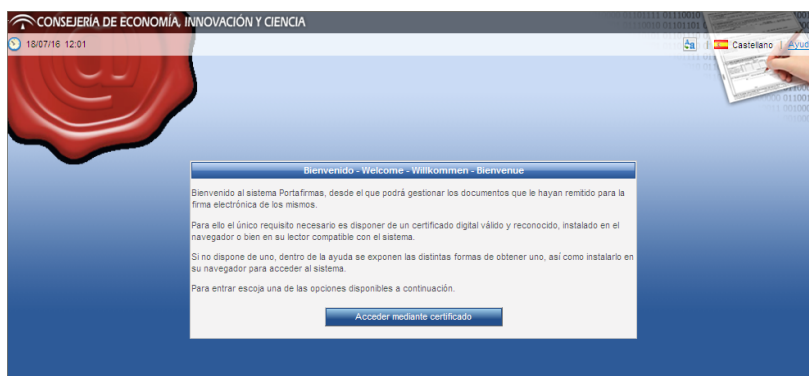 CONSEJERÍA DE ECONOMÍA, INNOVACIÓN Y CIENCIA
18/07/16 12:01
Castellano | Ayud
Bienvenido - Welcome - Willkommen - Bienvenue
Bienvenido al sistema Portafirmas, desde el que podrá gestionar los documentos que le hayan remitido para la
firma electrónica de los mismos.
Para ello el único requisito necesario es disponer de un certificado digital válido y reconocido, instalado en el
navegador o bien en su lector compatible con el sistema.
Si no dispone de uno, dentro de la ayuda se exponen las distintas formas de obtener uno, así como instalarlo en
su navegador para acceder al sistema.
Para entrar escoja una de las opciones disponibles a continuación.
Acceder mediante certificado